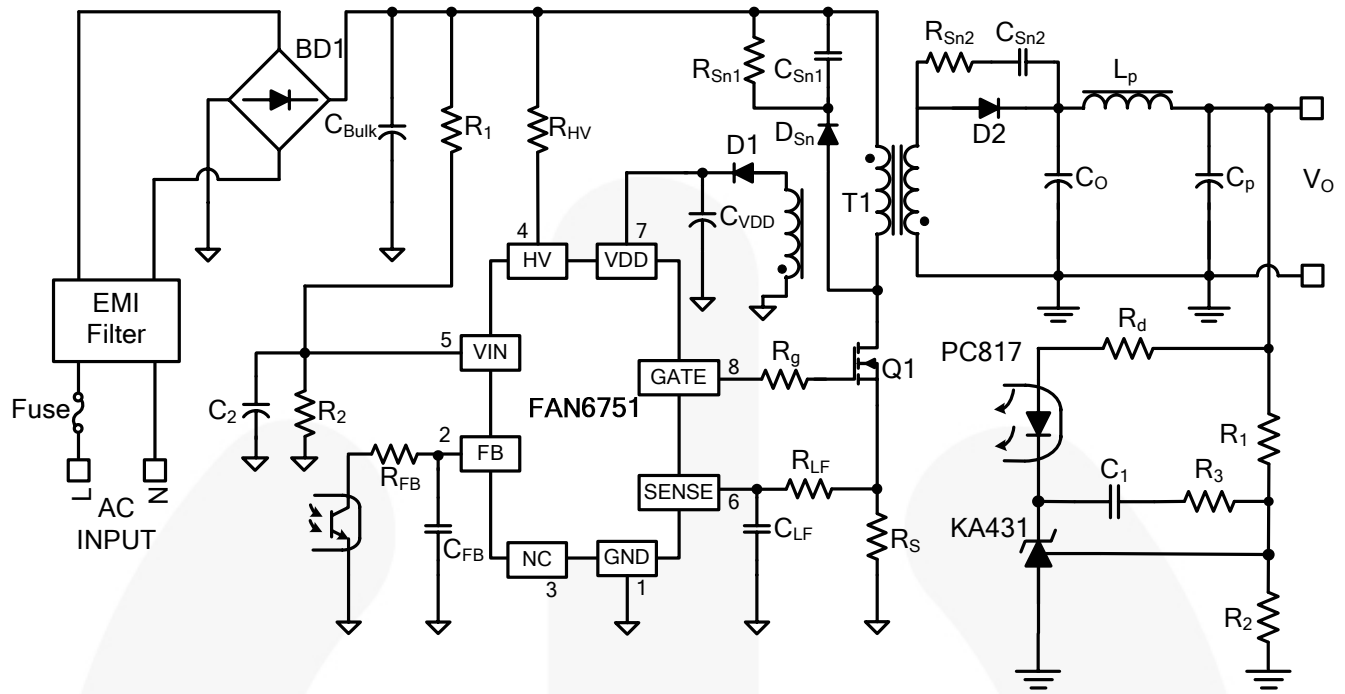 BD1
C_Bulk
R_1
R_HV
R_Sn1
C_Sn1
D_Sn
D1
C_VDD
T1
R_Sn2
C_Sn2
D2
L_p
C_O
C_p
V_O
EMI
Filter
Fuse
L
N
AC
INPUT
C_2
R_2
4
HV
7
VDD
5
VIN
GATE
8
R_g
Q1
FAN6751
2
FB
R_FB
C_FB
SENSE
6
R_LF
C_LF
R_S
NC
3
GND
1
PC817
R_d
R_1
C_1
R_3
KA431
R_2